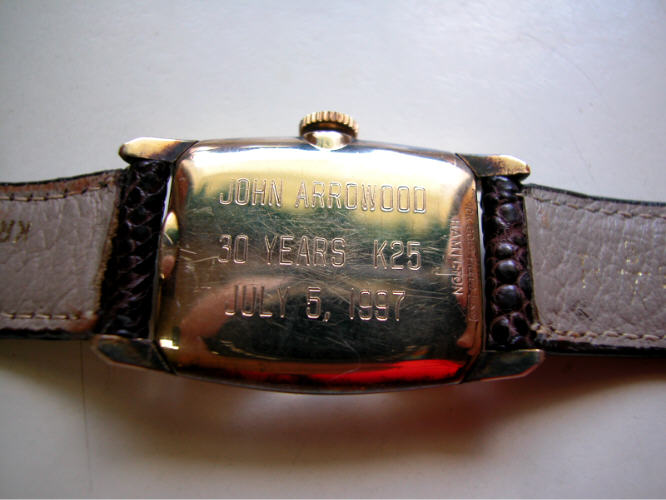 JOHN ARROWOOD
30 YEARS K25
JULY 5, 1997
HAMILTON